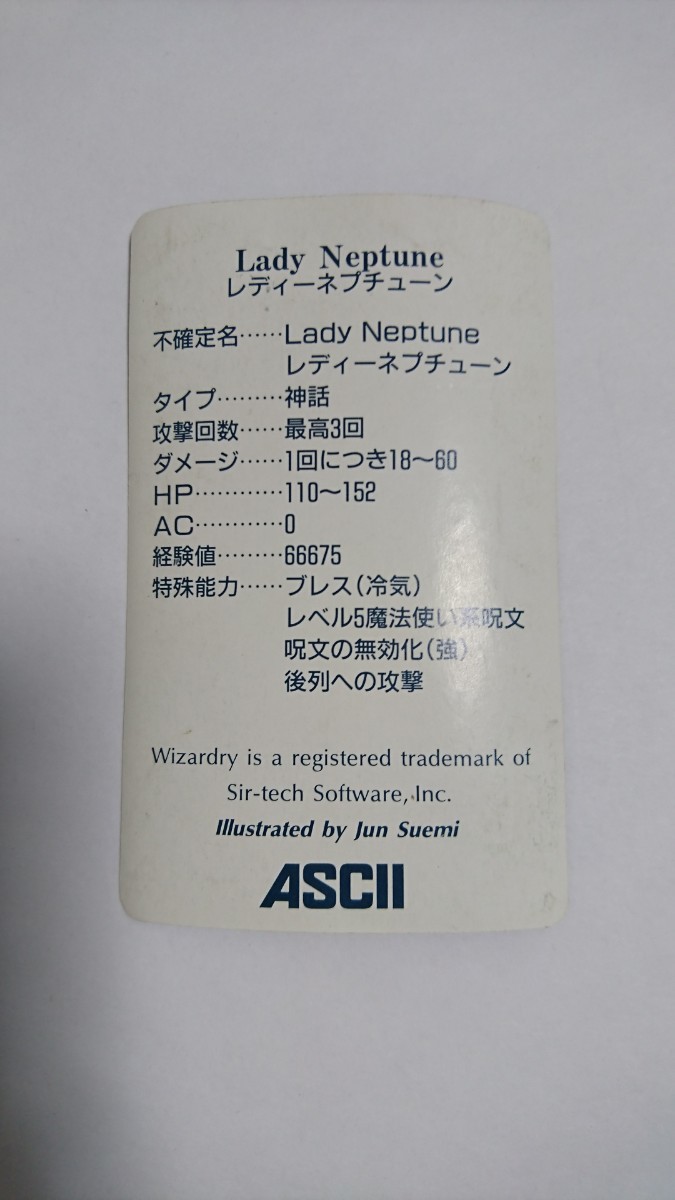 Lady Neptune
レディーネプチューン
不確定名……Lady Neptune
レディーネプチューン
タイプ………神話
攻撃回数……最高3回
ダメージ……1回につき18〜60
HP…………110〜152
AC…………0
経験値………66675
特殊能力……ブレス(冷気)
レベル5魔法使い系呪文
呪文の無効化(強)
後列への攻撃
Wizardry is a registered trademark of
Sir-tech Software, Inc.
Illustrated by Jun Suemi
ASCII